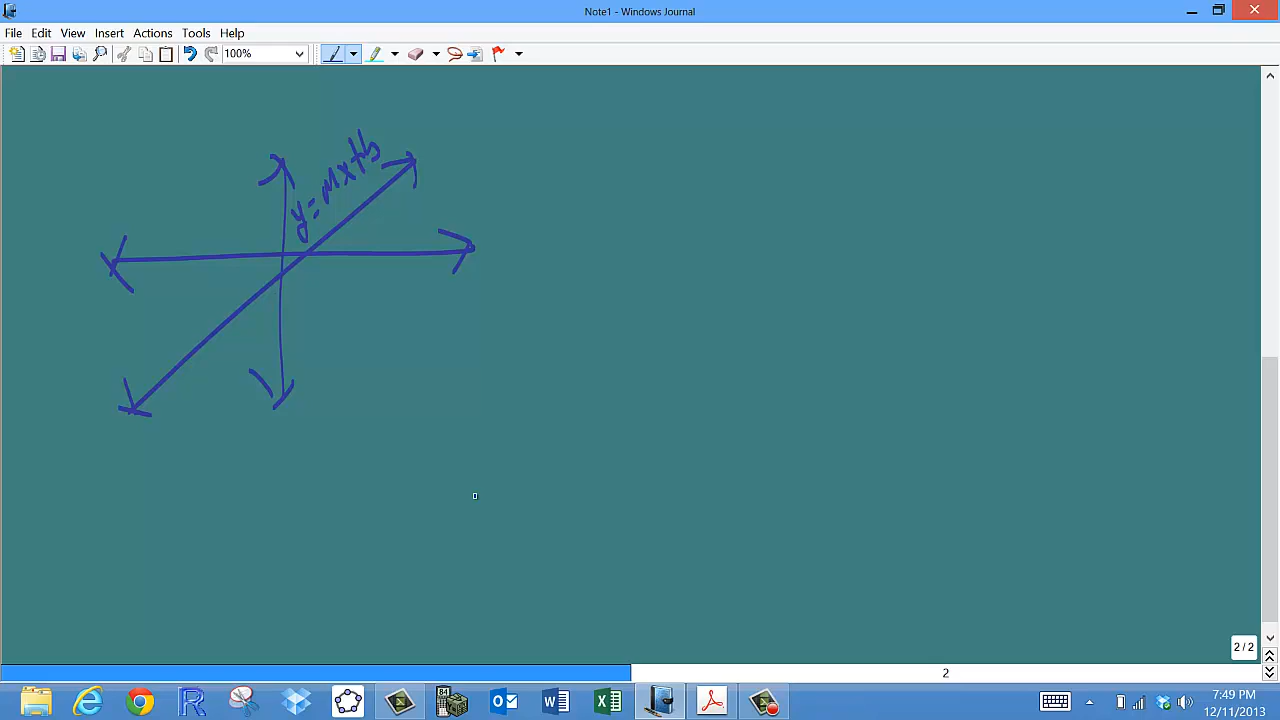 Note1 - Windows Journal
File Edit View Insert Actions Tools Help
100%
y=mx+b
2 / 2
2
84
7:49 PM
12/11/2013